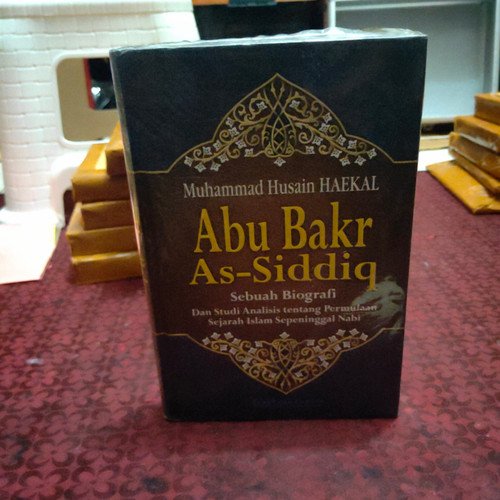 Muhammad Husain HAEKAL
Abu Bakr
As-Siddiq
Sebuah Biografi
Dan Studi Analisis tentang Permulaan
Sejarah Islam Sepeninggal Nabi